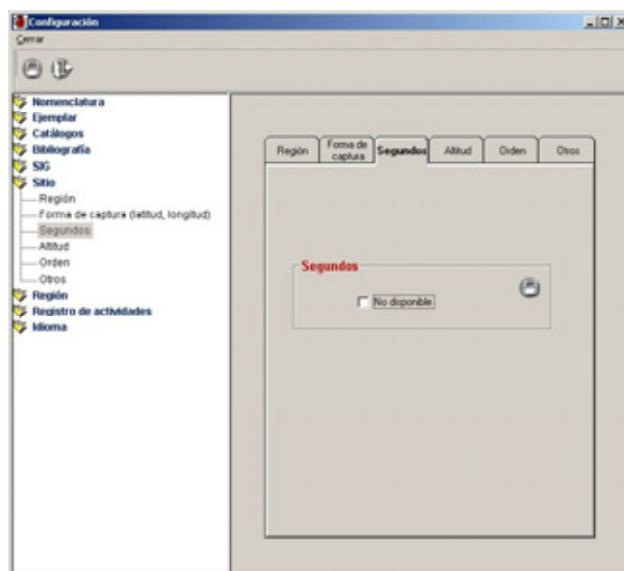 Configuración
Cerrar
Nomenclatura
Ejemplar
Catálogos
Bibliografía
SIG
Sitio
Región
Forma de captura (latitud, longitud)
Segundos
Altitud
Orden
Otros
Región
Registro de actividades
Idioma
Región
Forma de captura
Segundos
Altitud
Orden
Otros
Segundos
No disponible